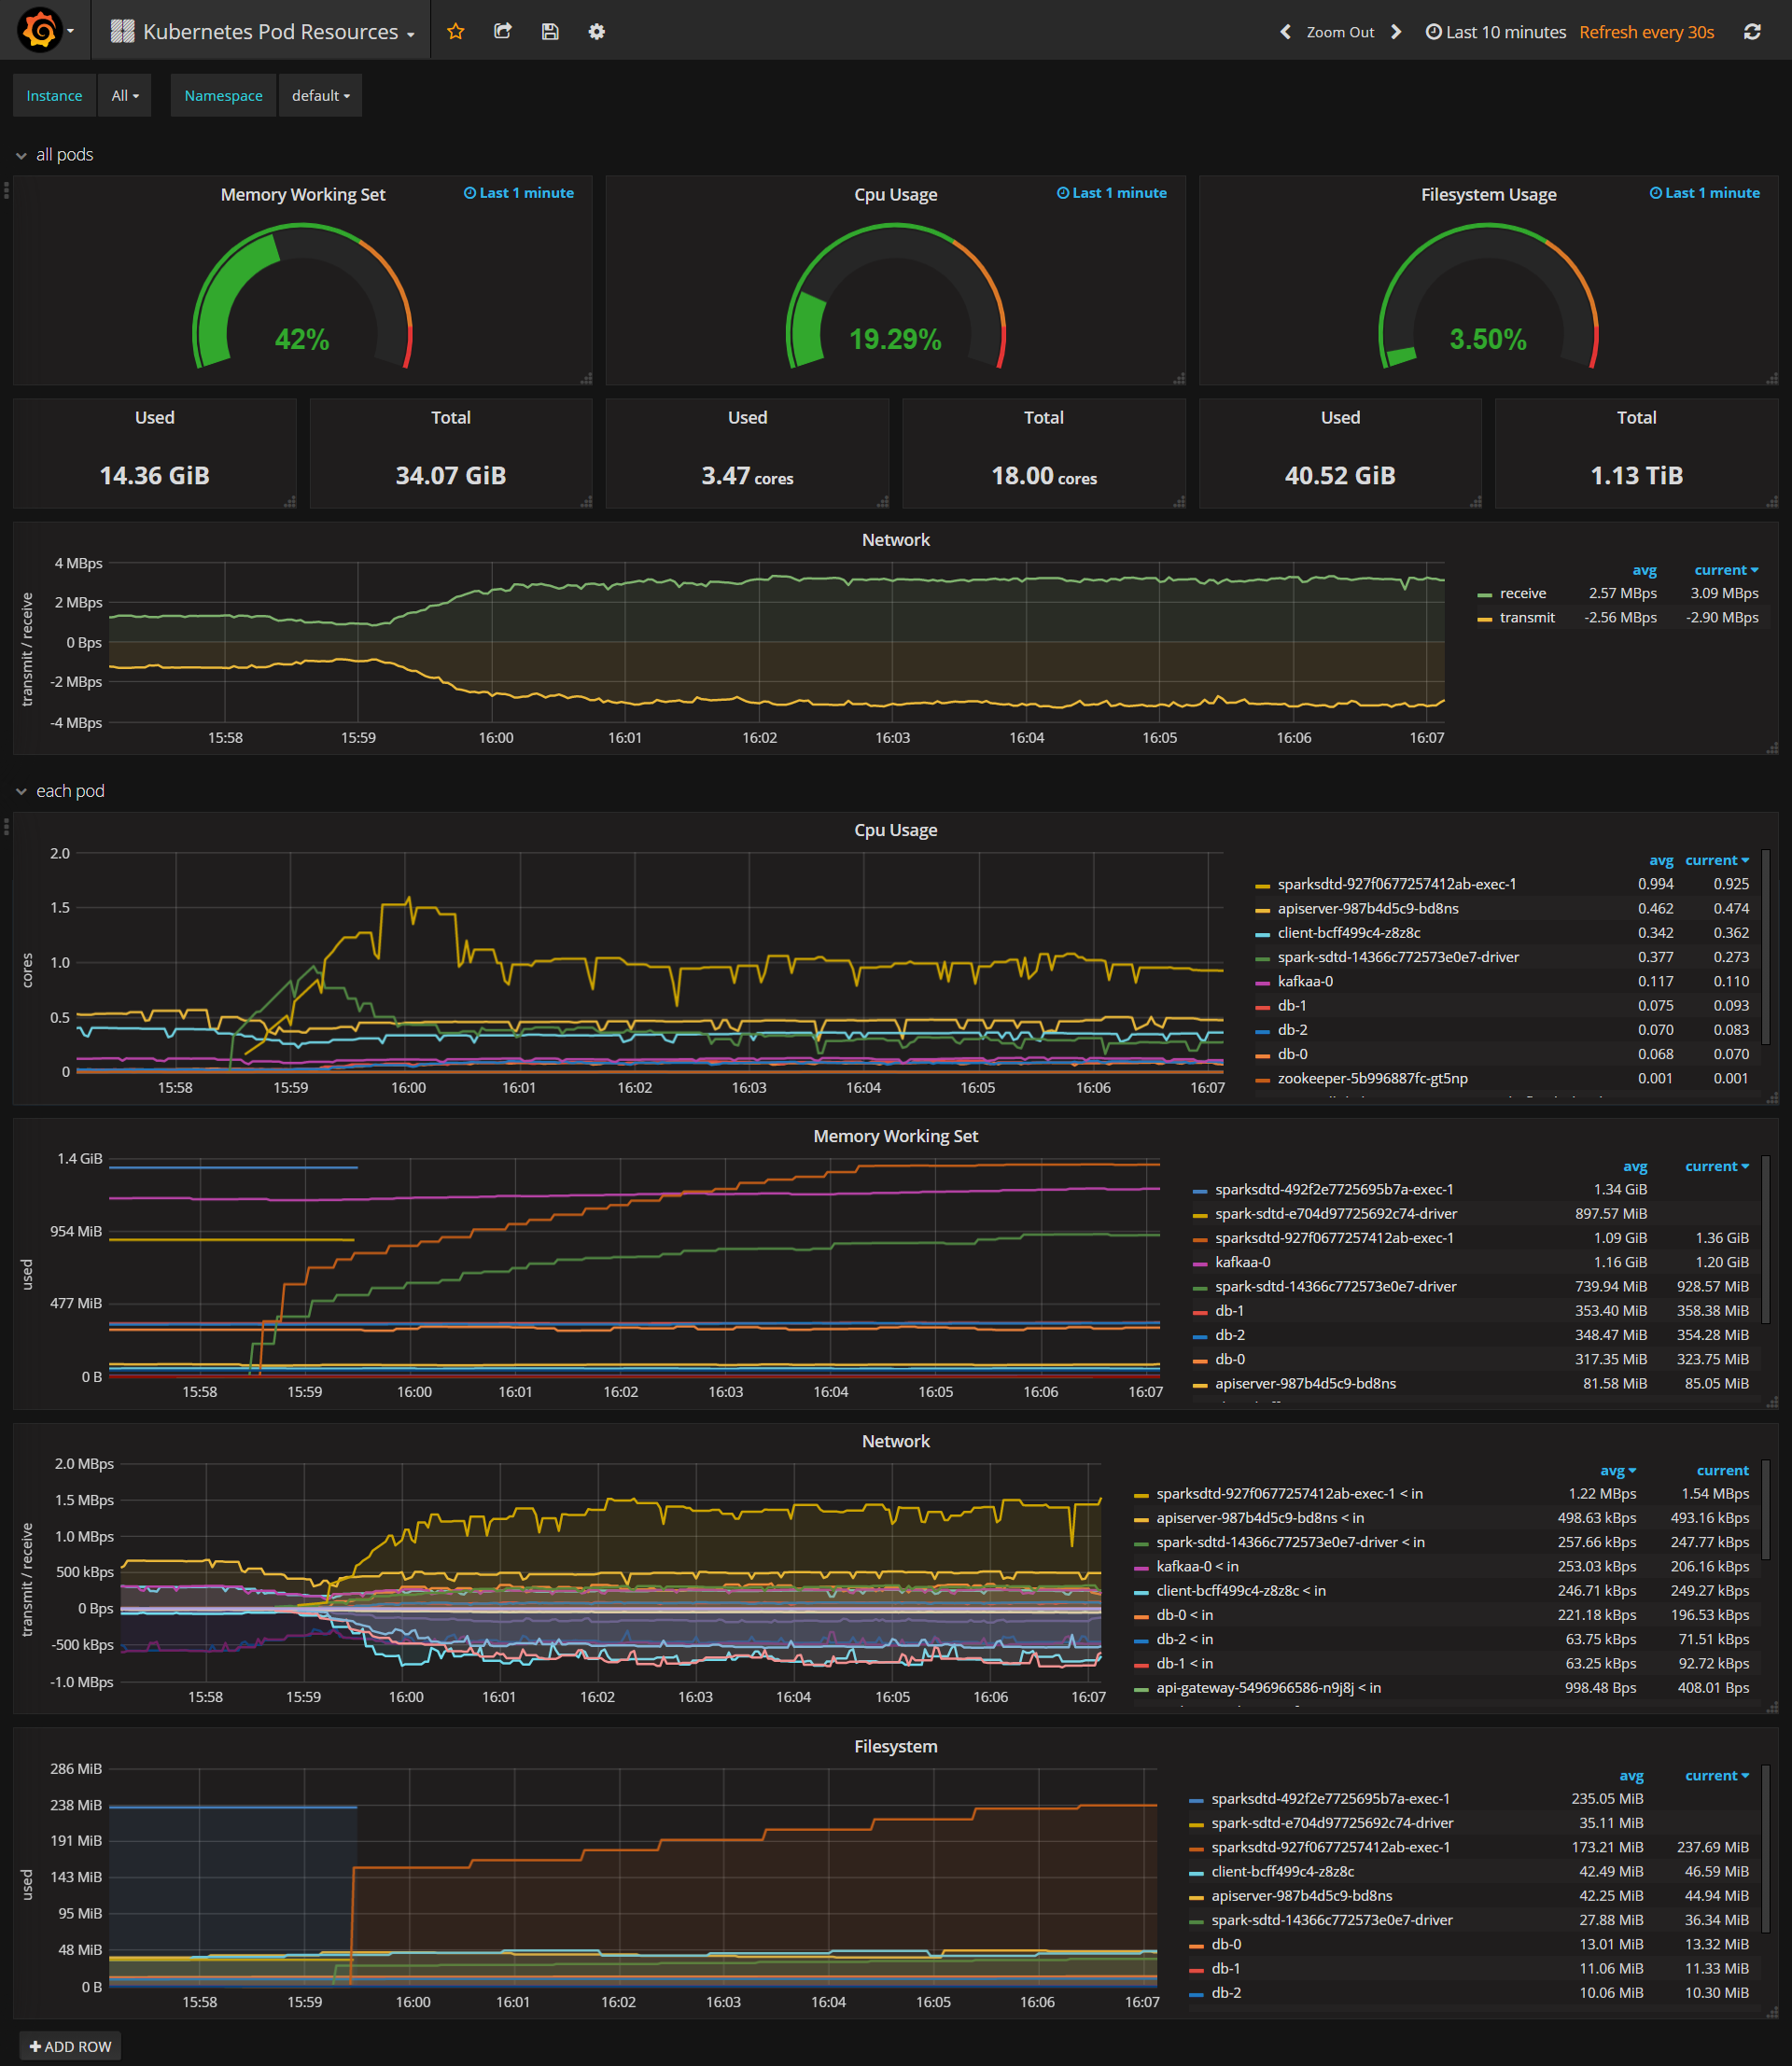 Kubernetes Pod Resources
Zoom Out
Last 10 minutes
Refresh every 30s
Instance
All
Namespace
default
all pods
Memory Working Set
Last 1 minute
42%
Cpu Usage
Last 1 minute
19.29%
Filesystem Usage
Last 1 minute
3.50%
Used
14.36 GiB
Total
34.07 GiB
Used
3.47 cores
Total
18.00 cores
Used
40.52 GiB
Total
1.13 TiB
Network
transmit / receive
4 MBps
2 MBps
0 Bps
-2 MBps
-4 MBps
15:58 15:59 16:00 16:01 16:02 16:03 16:04 16:05 16:06 16:07
avg current
receive 2.57 MBps 3.09 MBps
transmit -2.56 MBps -2.90 MBps
each pod
Cpu Usage
cores
2.0
1.5
1.0
0.5
0
15:58 15:59 16:00 16:01 16:02 16:03 16:04 16:05 16:06 16:07
avg current
sparksdtd-927f0677257412ab-exec-1 0.994 0.925
apiserver-987b4d5c9-bd8ns 0.462 0.474
client-bcff499c4-z8z8c 0.342 0.362
spark-sdtd-14366c772573e0e7-driver 0.377 0.273
kafkaa-0 0.117 0.110
db-1 0.075 0.093
db-2 0.070 0.083
db-0 0.068 0.070
zookeeper-5b996887fc-gt5np 0.001 0.001
Memory Working Set
used
1.4 GiB
954 MiB
477 MiB
0 B
15:58 15:59 16:00 16:01 16:02 16:03 16:04 16:05 16:06 16:07
avg current
sparksdtd-492f2e7725695b7a-exec-1 1.34 GiB
spark-sdtd-e704d97725692c74-driver 897.57 MiB
sparksdtd-927f0677257412ab-exec-1 1.09 GiB 1.36 GiB
kafkaa-0 1.16 GiB 1.20 GiB
spark-sdtd-14366c772573e0e7-driver 739.94 MiB 928.57 MiB
db-1 353.40 MiB 358.38 MiB
db-2 348.47 MiB 354.28 MiB
db-0 317.35 MiB 323.75 MiB
apiserver-987b4d5c9-bd8ns 81.58 MiB 85.05 MiB
Network
transmit / receive
2.0 MBps
1.5 MBps
1.0 MBps
500 kBps
0 Bps
-500 kBps
-1.0 MBps
15:58 15:59 16:00 16:01 16:02 16:03 16:04 16:05 16:06 16:07
avg current
sparksdtd-927f0677257412ab-exec-1 < in 1.22 MBps 1.54 MBps
apiserver-987b4d5c9-bd8ns < in 498.63 kBps 493.16 kBps
spark-sdtd-14366c772573e0e7-driver < in 257.66 kBps 247.77 kBps
kafkaa-0 < in 253.03 kBps 206.16 kBps
client-bcff499c4-z8z8c < in 246.71 kBps 249.27 kBps
db-0 < in 221.18 kBps 196.53 kBps
db-2 < in 63.75 kBps 71.51 kBps
db-1 < in 63.25 kBps 92.72 kBps
api-gateway-5496966586-n9j8j < in 998.48 Bps 408.01 Bps
Filesystem
used
286 MiB
238 MiB
191 MiB
143 MiB
95 MiB
48 MiB
0 B
15:58 15:59 16:00 16:01 16:02 16:03 16:04 16:05 16:06 16:07
avg current
sparksdtd-492f2e7725695b7a-exec-1 235.05 MiB
spark-sdtd-e704d97725692c74-driver 35.11 MiB
sparksdtd-927f0677257412ab-exec-1 173.21 MiB 237.69 MiB
client-bcff499c4-z8z8c 42.49 MiB 46.59 MiB
apiserver-987b4d5c9-bd8ns 42.25 MiB 44.94 MiB
spark-sdtd-14366c772573e0e7-driver 27.88 MiB 36.34 MiB
db-0 13.01 MiB 13.32 MiB
db-1 11.06 MiB 11.33 MiB
db-2 10.06 MiB 10.30 MiB
ADD ROW